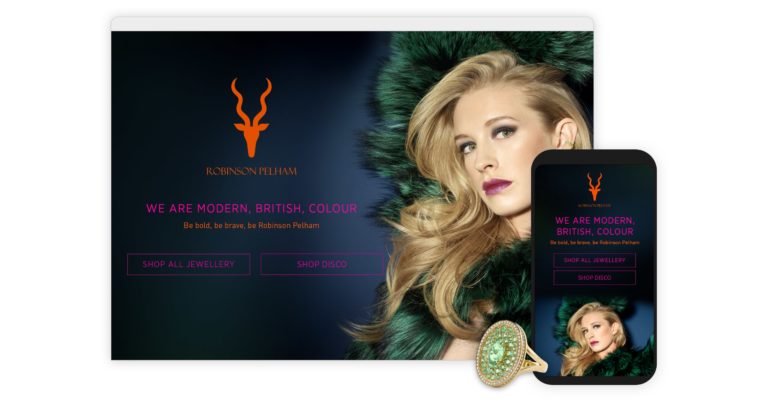 ROBINSON PELHAM
WE ARE MODERN, BRITISH, COLOUR
Be bold, be brave, be Robinson Pelham
SHOP ALL JEWELLERY
SHOP DISCO
ROBINSON PELHAM
WE ARE MODERN,
BRITISH, COLOUR
Be bold, be brave, be Robinson Pelham
SHOP ALL JEWELLERY
SHOP DISCO